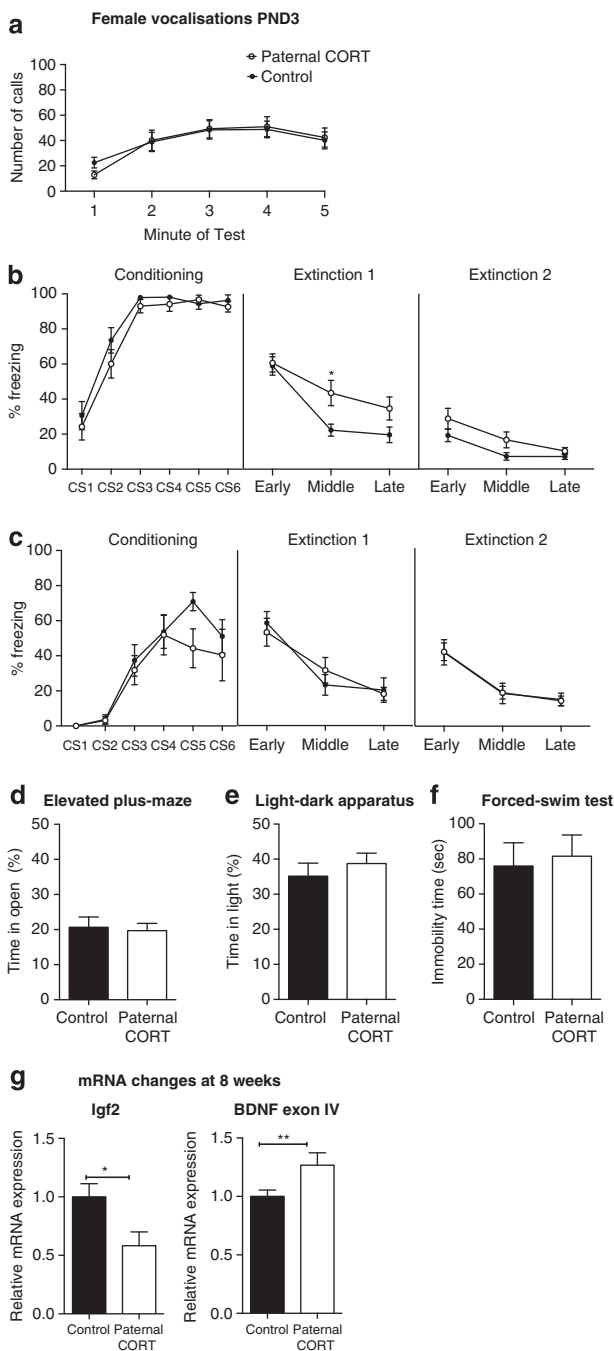 a Female vocalisations PND3
Paternal CORT
Control
Number of calls
100
80
60
40
20
0
1 2 3 4 5
Minute of Test
b Conditioning Extinction 1 Extinction 2
% freezing
100
80
60
40
20
0
*
CS1 CS2 CS3 CS4 CS5 CS6 Early Middle Late Early Middle Late
c Conditioning Extinction 1 Extinction 2
% freezing
100
80
60
40
20
0
CS1 CS2 CS3 CS4 CS5 CS6 Early Middle Late Early Middle Late
d Elevated plus-maze
Time in open (%)
50
40
30
20
10
0
Control Paternal
CORT
e Light-dark apparatus
Time in light (%)
50
40
30
20
10
0
Control Paternal
CORT
f Forced-swim test
Immobility time (sec)
100
80
60
40
20
0
Control Paternal
CORT
g mRNA changes at 8 weeks
Igf2
Relative mRNA expression
1.5
1.0
0.5
0.0
*
Control Paternal
CORT
BDNF exon IV
Relative mRNA expression
1.5
1.0
0.5
0.0
**
Control Paternal
CORT